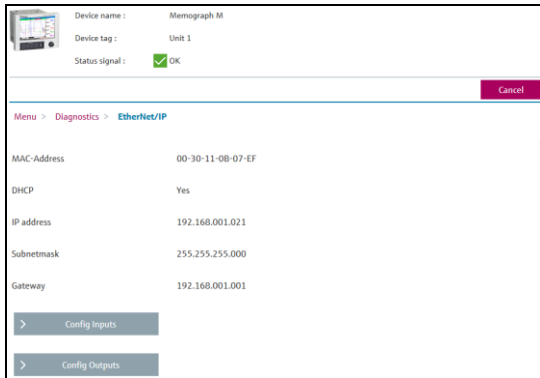 Device name : Memograph M
Device tag : Unit 1
Status signal : OK
Cancel
Menu > Diagnostics > EtherNet/IP
MAC-Address 00-30-11-0B-07-EF
DHCP Yes
IP address 192.168.001.021
Subnetmask 255.255.255.000
Gateway 192.168.001.001
> Config Inputs
> Config Outputs